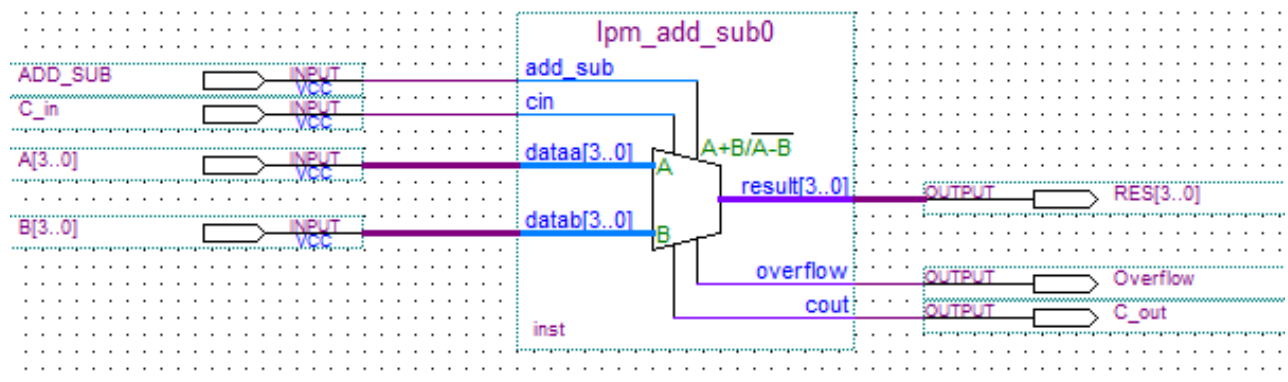 lpm_add_sub0
ADD_SUB INPUT VCC add_sub
C_in INPUT VCC cin
A+B/A-B
A[3..0] INPUT VCC dataa[3..0] A
result[3..0] OUTPUT RES[3..0]
B[3..0] INPUT VCC datab[3..0] B
overflow OUTPUT Overflow
cout OUTPUT C_out
inst